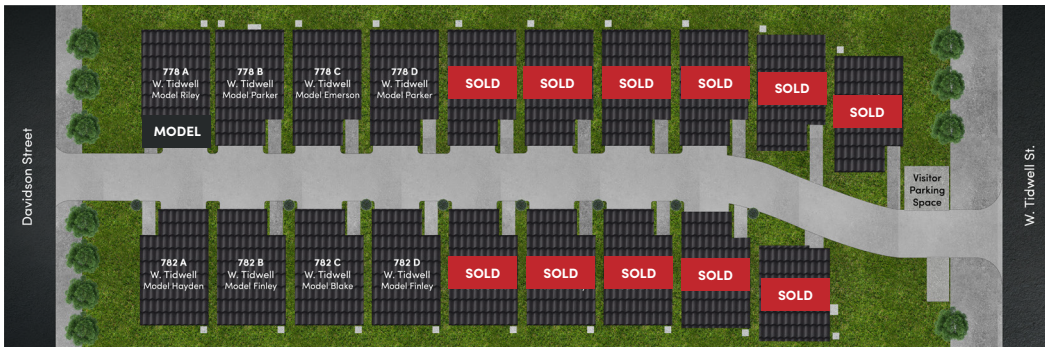 Davidson Street
778 A
W. Tidwell
Model Riley
MODEL
778 B
W. Tidwell
Model Parker
778 C
W. Tidwell
Model Emerson
778 D
W. Tidwell
Model Parker
SOLD
SOLD
SOLD
SOLD
SOLD
SOLD
Visitor
Parking
Space
W. Tidwell St.
782 A
W. Tidwell
Model Hayden
782 B
W. Tidwell
Model Finley
782 C
W. Tidwell
Model Blake
782 D
W. Tidwell
Model Finley
SOLD
SOLD
SOLD
SOLD
SOLD